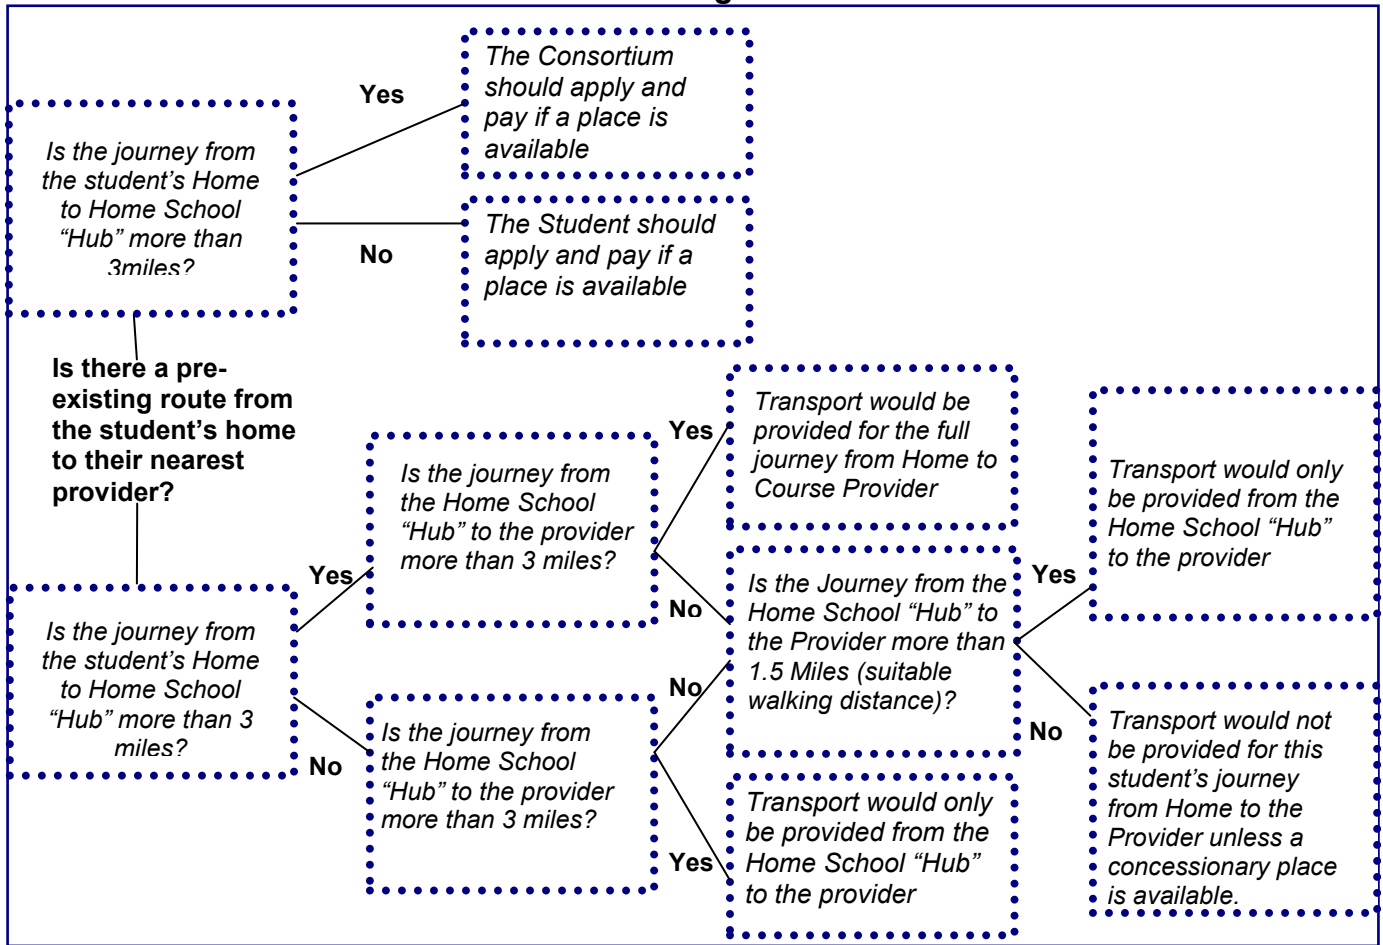 Yes
The Consortium
should apply and
pay if a place is
available
Is the journey from
the student’s Home
to Home School
“Hub” more than
3miles?
No
The Student should
apply and pay if a
place is available
Is there a pre-
existing route from
the student’s home
to their nearest
provider?
Is the journey from
the student’s Home
to Home School
“Hub” more than 3
miles?
Yes
Is the journey from
the Home School
“Hub” to the provider
more than 3 miles?
No
Is the journey from
the Home School
“Hub” to the provider
more than 3 miles?
Yes
Transport would be
provided for the full
journey from Home to
Course Provider
No
No
Is the Journey from the
Home School “Hub” to
the Provider more than
1.5 Miles (suitable
walking distance)?
Yes
Transport would only
be provided from the
Home School “Hub”
to the provider
Yes
Transport would only
be provided from the
Home School “Hub”
to the provider
No
Transport would not
be provided for this
student’s journey
from Home to the
Provider unless a
concessionary place
is available.